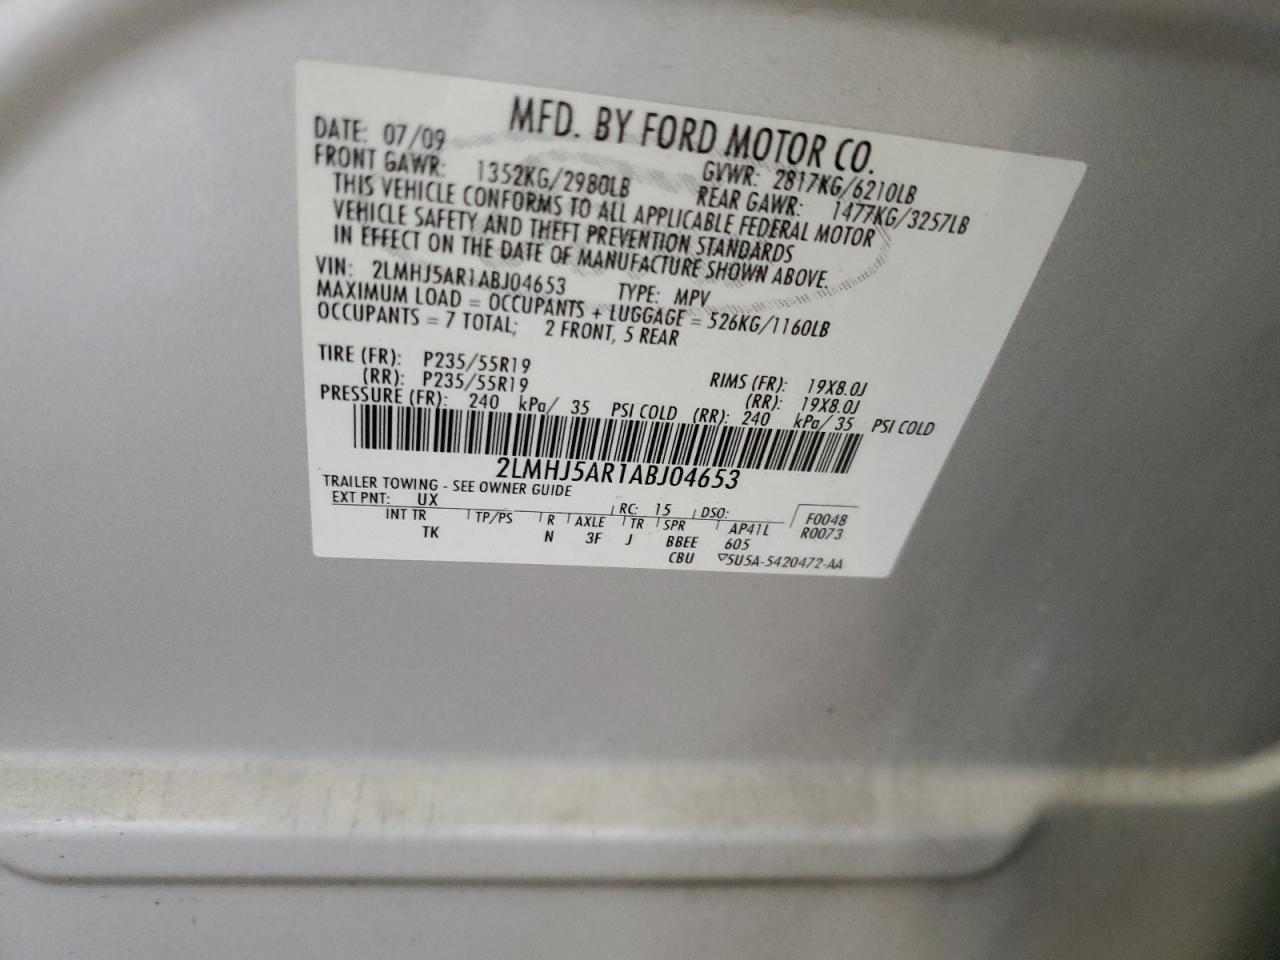 MFD. BY FORD MOTOR CO.
DATE: 07/09 GVWR: 2817KG/6210LB
FRONT GAWR: 1352KG/2980LB REAR GAWR: 1477KG/3257LB
THIS VEHICLE CONFORMS TO ALL APPLICABLE FEDERAL MOTOR
VEHICLE SAFETY AND THEFT PREVENTION STANDARDS
IN EFFECT ON THE DATE OF MANUFACTURE SHOWN ABOVE.
VIN: 2LMHJ5AR1ABJ04653 TYPE: MPV
MAXIMUM LOAD = OCCUPANTS + LUGGAGE = 526KG/1160LB
OCCUPANTS = 7 TOTAL; 2 FRONT, 5 REAR
TIRE (FR): P235/55R19 RIMS (FR): 19X8.0J
(RR): P235/55R19 (RR): 19X8.0J
PRESSURE (FR): 240 kPa/ 35 PSI COLD (RR): 240 kPa/ 35 PSI COLD
2LMHJ5AR1ABJ04653
TRAILER TOWING - SEE OWNER GUIDE
EXT PNT: UX RC: 15 DSO: F0048
INT TR TP/PS R AXLE TR SPR AP41L R0073
TK N 3F J BBEE 605
CBU ▽5U5A-5420472-AA